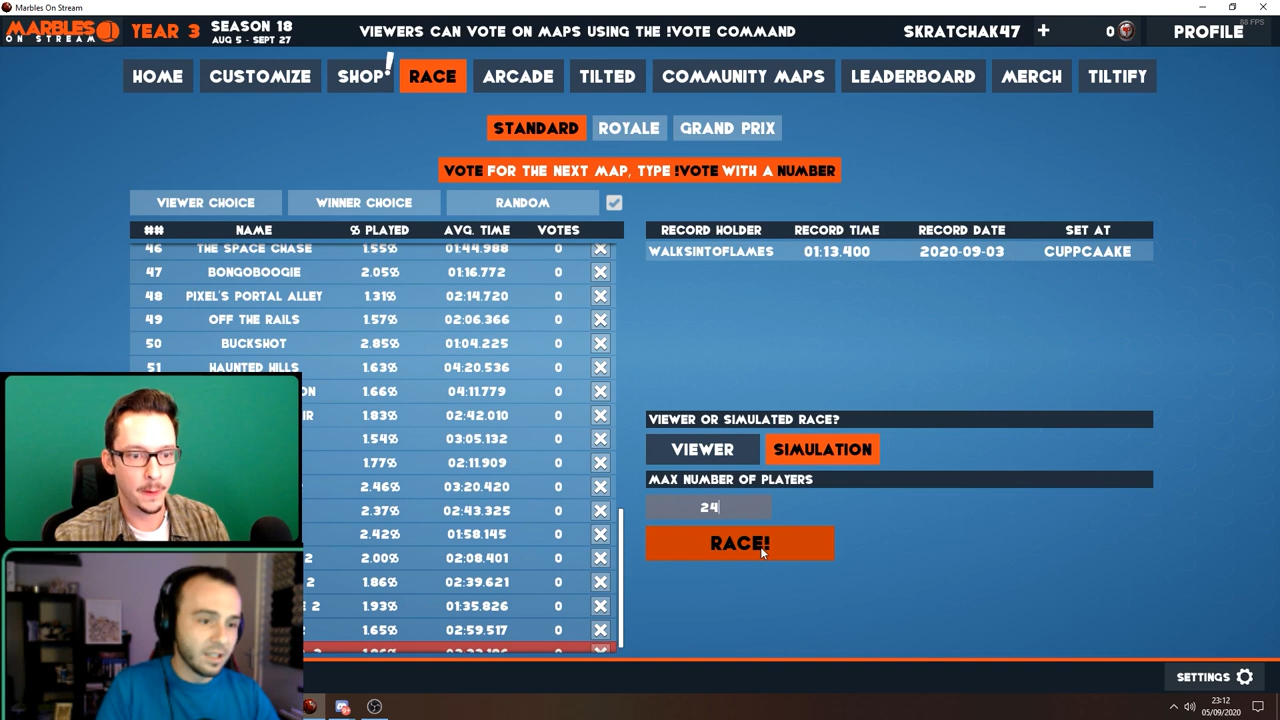 Marbles On Stream
MARBLES ON STREAM
YEAR 3
SEASON 18
AUG 5 - SEPT 27
VIEWERS CAN VOTE ON MAPS USING THE !VOTE COMMAND
SKRATCHAK47 +
0
88 FPS
PROFILE
HOME CUSTOMIZE SHOP! RACE ARCADE TILTED COMMUNITY MAPS LEADERBOARD MERCH TILTIFY
STANDARD ROYALE GRAND PRIX
VOTE FOR THE NEXT MAP, TYPE !VOTE WITH A NUMBER
VIEWER CHOICE WINNER CHOICE RANDOM
## NAME % PLAYED AVG. TIME VOTES
46 THE SPACE CHASE 1.55% 01:44.988 0
47 BONGOBOOGIE 2.05% 01:16.772 0
48 PIXEL'S PORTAL ALLEY 1.31% 02:14.720 0
49 OFF THE RAILS 1.57% 02:06.366 0
50 BUCKSHOT 2.85% 01:04.225 0
51 HAUNTED HILLS 1.63% 04:20.536 0
ON 1.66% 04:11.779 0
IR 1.83% 02:42.010 0
1.54% 03:05.132 0
1.77% 02:11.909 0
2.46% 03:20.420 0
2.37% 02:43.325 0
2.42% 01:58.145 0
2 2.00% 02:08.401 0
2 1.86% 02:39.621 0
E 2 1.93% 01:35.826 0
2 1.65% 02:59.517 0
RECORD HOLDER RECORD TIME RECORD DATE SET AT
WALKSINTOFLAMES 01:13.400 2020-09-03 CUPPCAAKE
VIEWER OR SIMULATED RACE?
VIEWER SIMULATION
MAX NUMBER OF PLAYERS
24
RACE!
SETTINGS
23:12
05/09/2020